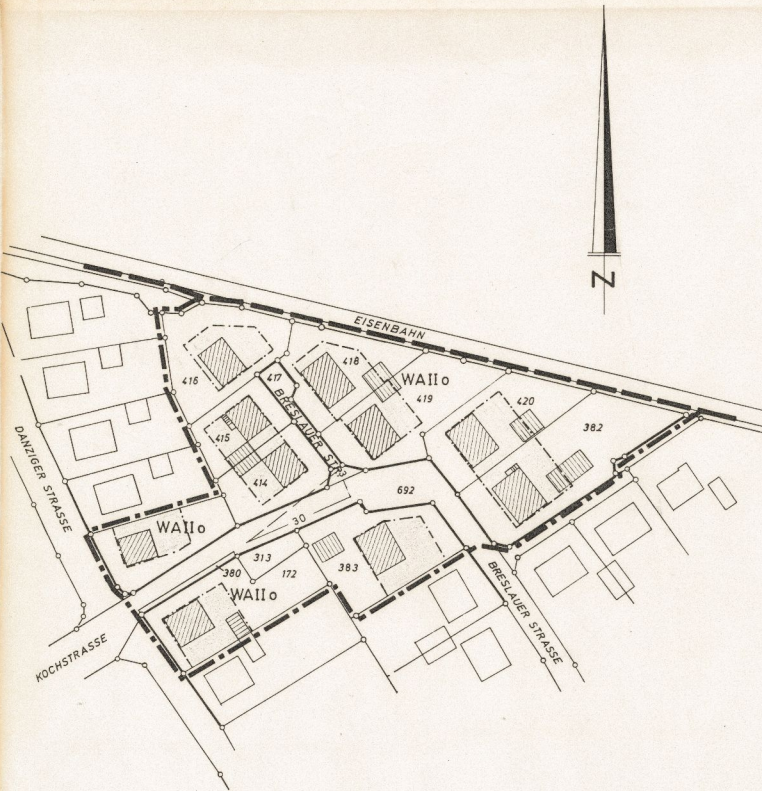 N
EISENBAHN
418
416
417
WAIIo
419
420
382
BRESLAUER STR.
415
DANZIGER STRASSE
414
692
WAIIo
30
313
380
172
383
WAIIo
BRESLAUER STRASSE
KOCHSTRASSE